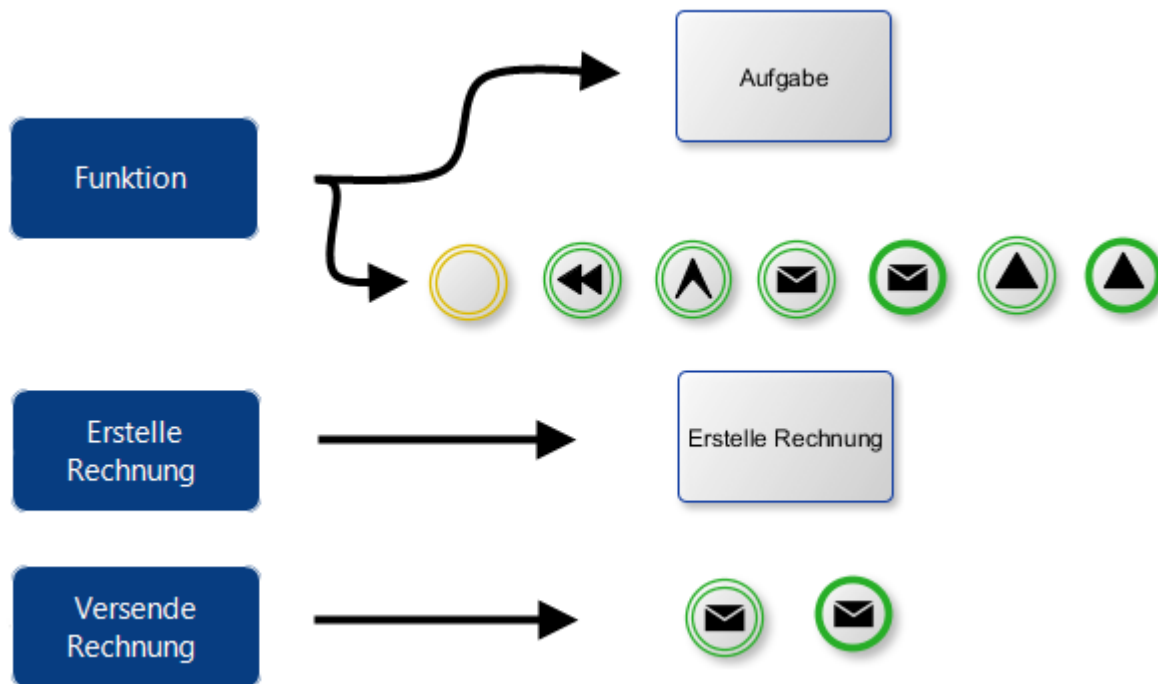 Aufgabe
Funktion
Erstelle
Rechnung
Erstelle Rechnung
Versende
Rechnung